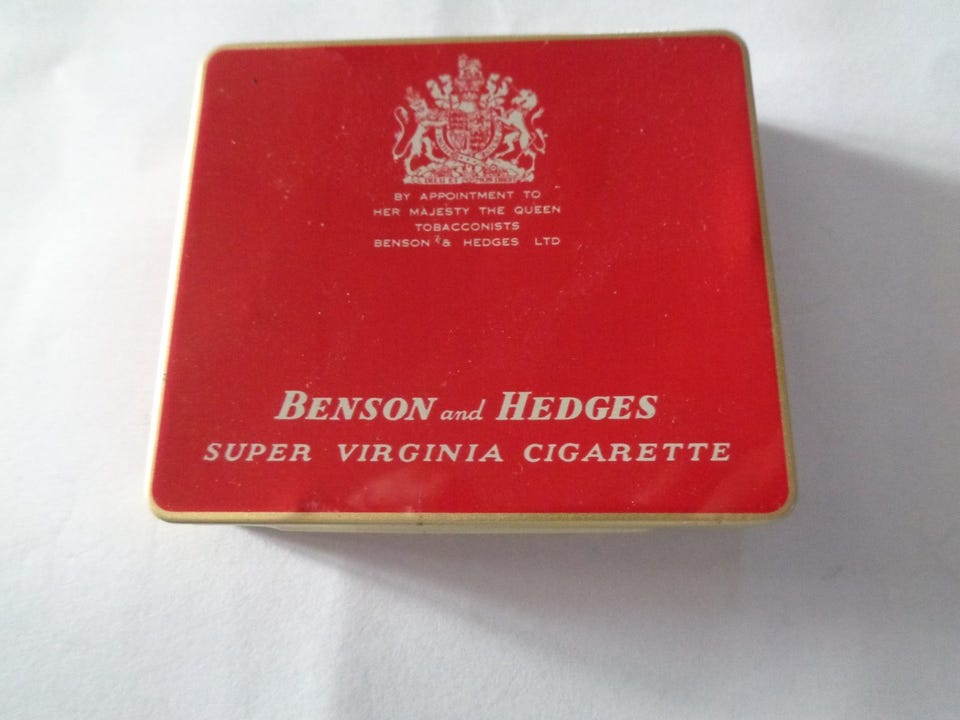 BY APPOINTMENT TO
HER MAJESTY THE QUEEN
TOBACCONISTS
BENSON & HEDGES LTD
BENSON and HEDGES
SUPER VIRGINIA CIGARETTE